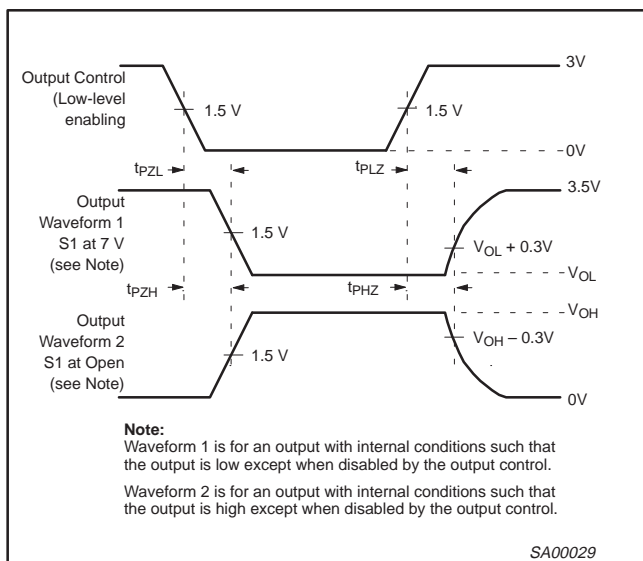 Output Control
(Low-level
enabling
1.5 V
1.5 V
3V
0V
tPZL
tPLZ
Output
Waveform 1
S1 at 7 V
(see Note)
1.5 V
3.5V
VOL + 0.3V
VOL
tPZH
tPHZ
VOH
Output
Waveform 2
S1 at Open
(see Note)
1.5 V
VOH – 0.3V
0V
Note:
Waveform 1 is for an output with internal conditions such that
the output is low except when disabled by the output control.
Waveform 2 is for an output with internal conditions such that
the output is high except when disabled by the output control.
SA00029